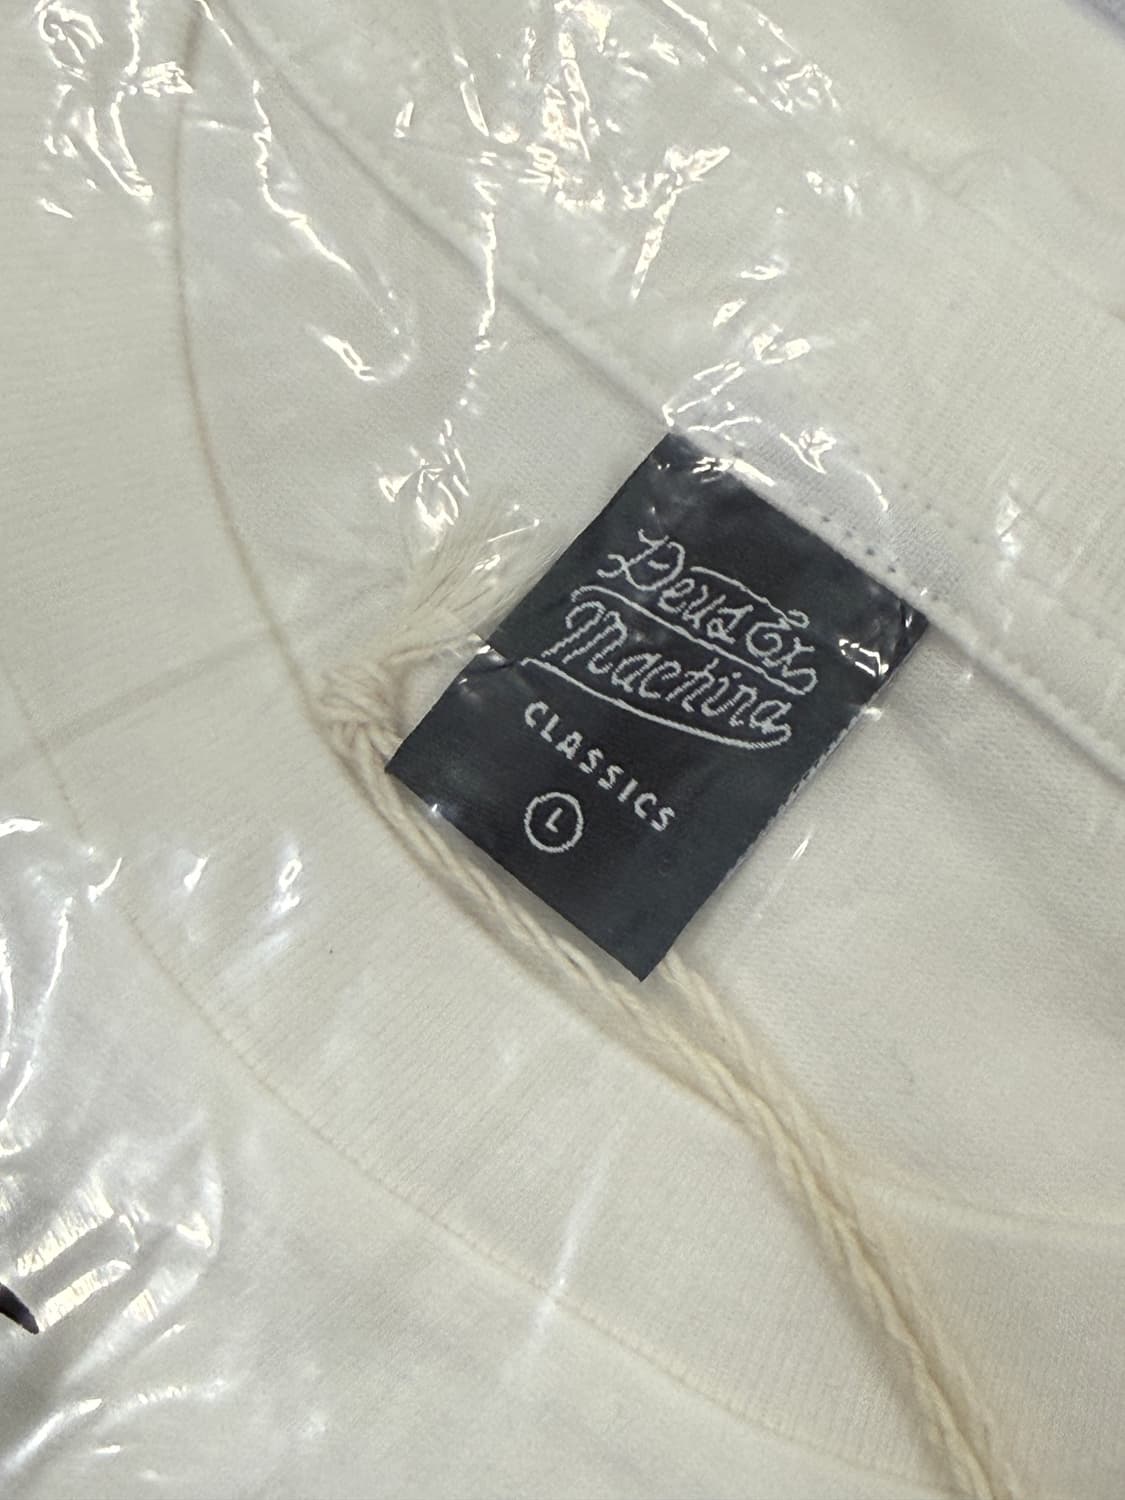 Deus Ex
Machina
CLASSICS
L